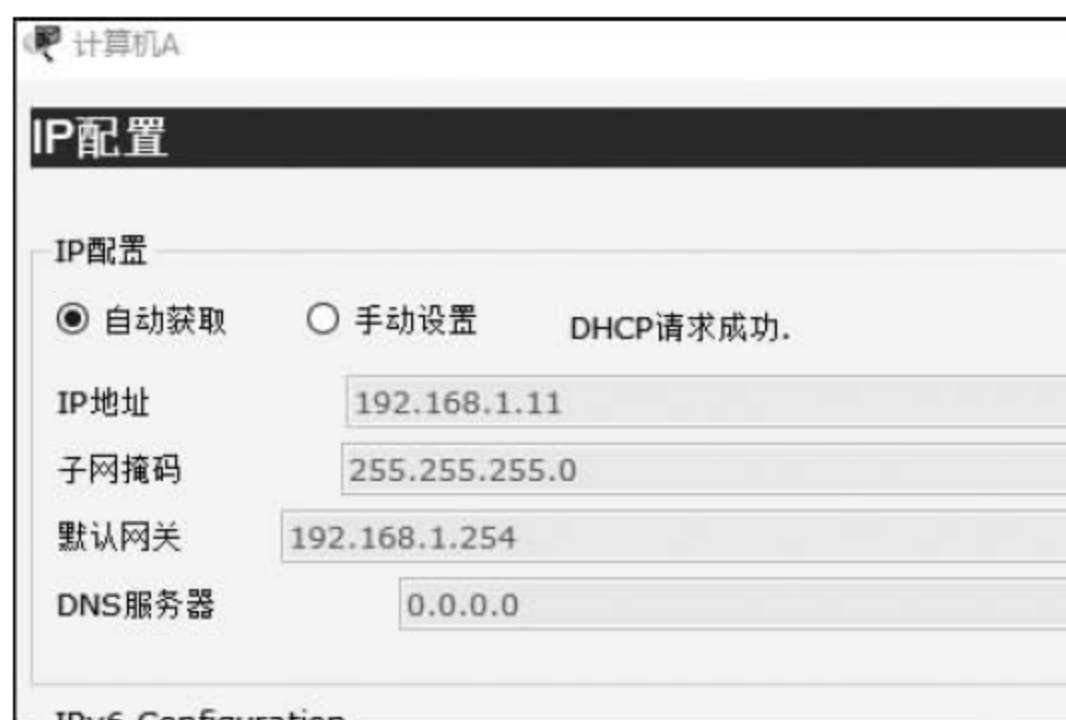 计算机A
IP配置
IP配置
自动获取 手动设置 DHCP请求成功.
IP地址 192.168.1.11
子网掩码 255.255.255.0
默认网关 192.168.1.254
DNS服务器 0.0.0.0
IPv6 Configuration